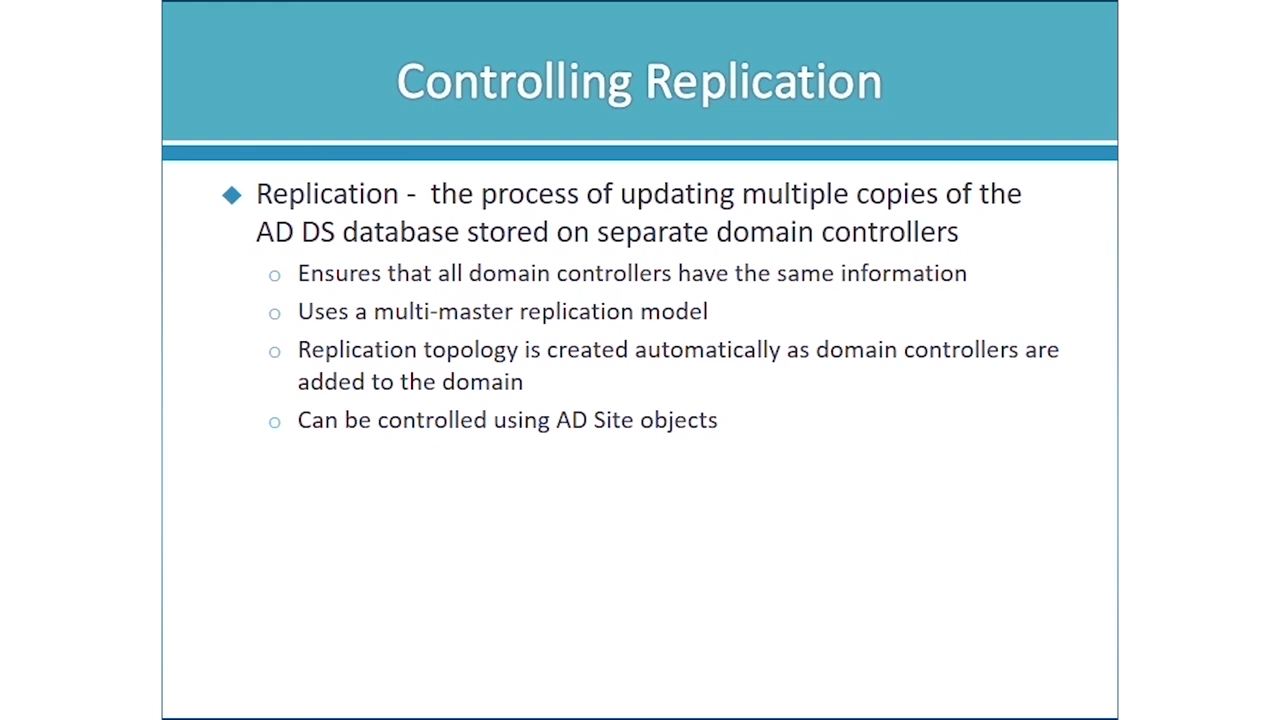 Controlling Replication
Replication -  the process of updating multiple copies of the
AD DS database stored on separate domain controllers
Ensures that all domain controllers have the same information
Uses a multi-master replication model
Replication topology is created automatically as domain controllers are
added to the domain
Can be controlled using AD Site objects